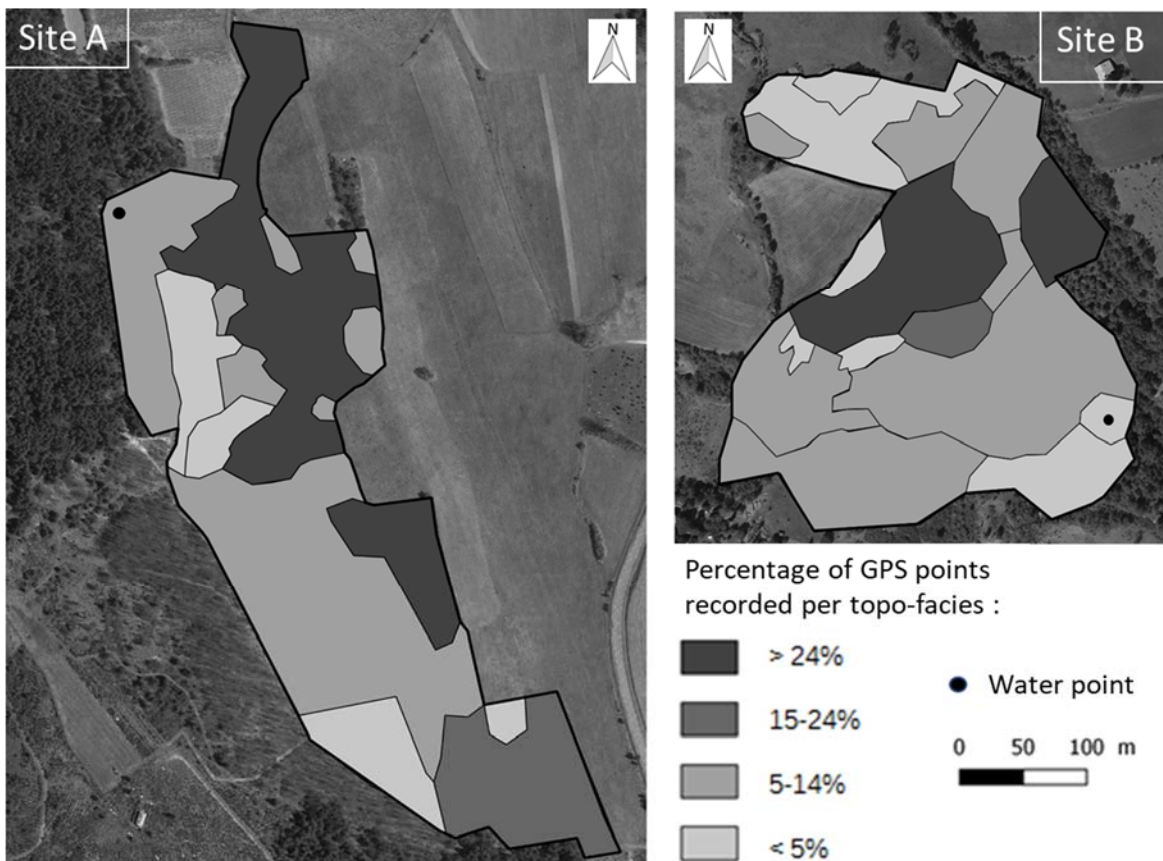 Site A
N
N
Site B
Percentage of GPS points
recorded per topo-facies :
> 24%
15-24%
5-14%
< 5%
Water point
0 50 100 m